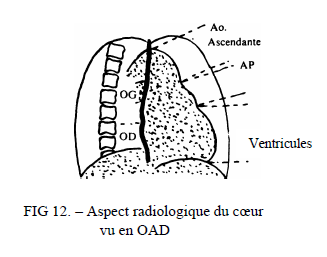 Ao.
Ascendante
AP
OG
OD
Ventricules
FIG 12. – Aspect radiologique du cœur
vu en OAD